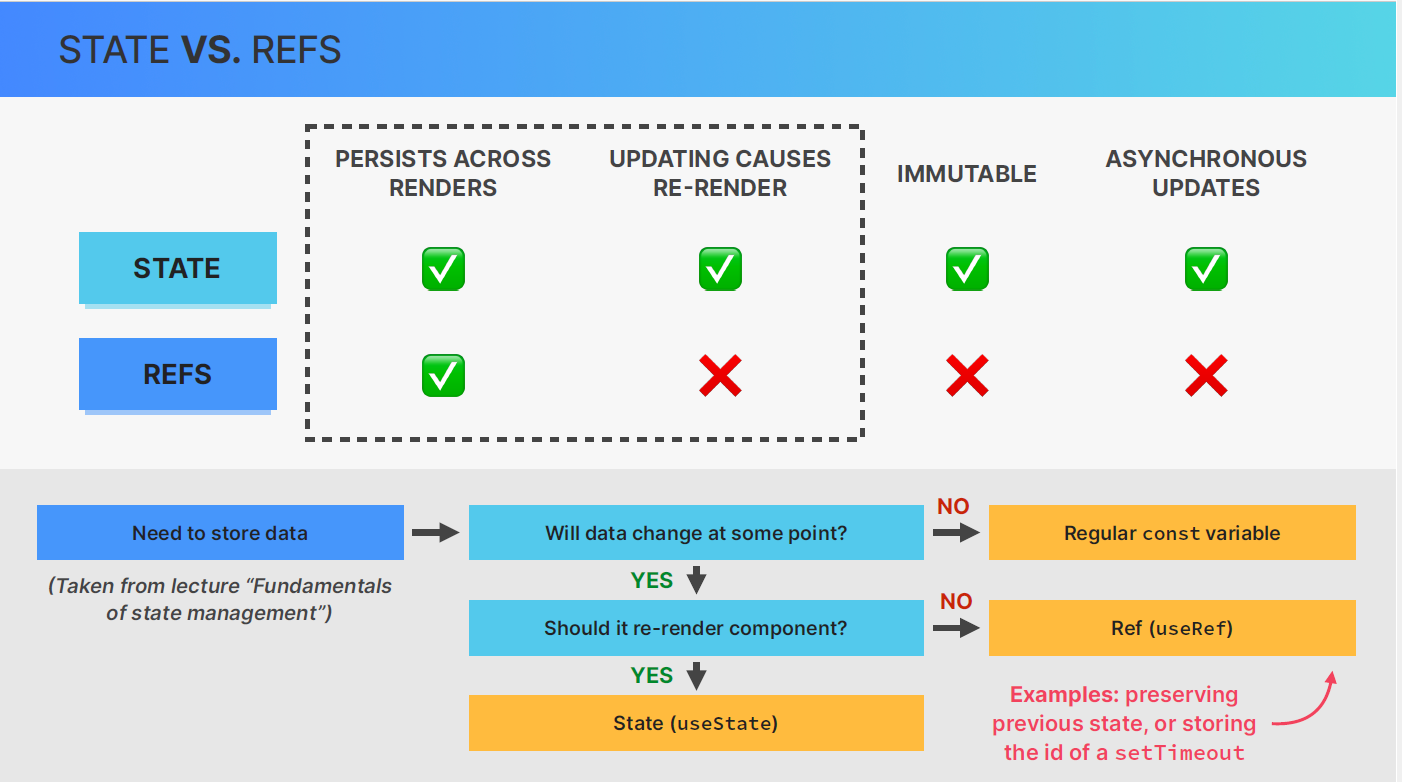 STATE VS. REFS
PERSISTS ACROSS
RENDERS
UPDATING CAUSES
RE-RENDER
IMMUTABLE
ASYNCHRONOUS
UPDATES
STATE
REFS
Need to store data
(Taken from lecture “Fundamentals
of state management”)
Will data change at some point?
NO
Regular const variable
YES
Should it re-render component?
NO
Ref (useRef)
YES
State (useState)
Examples: preserving
previous state, or storing
the id of a setTimeout